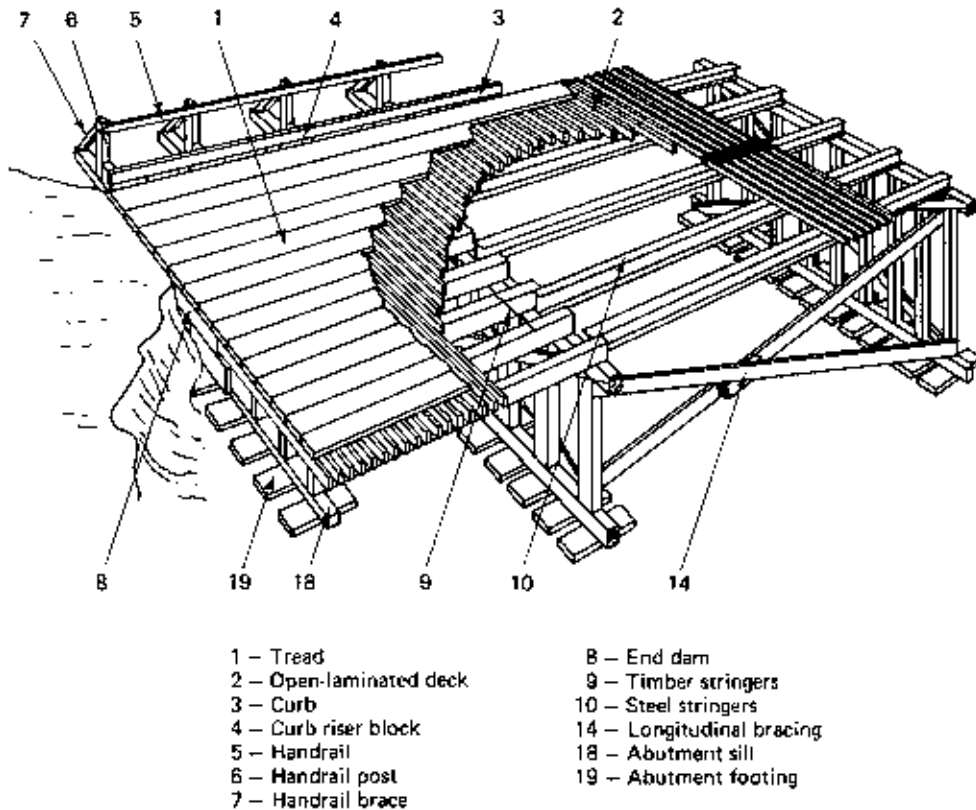 7 6 5 1 4 3 2
8 19 18 9 10 14
1 – Tread
2 – Open-laminated deck
3 – Curb
4 – Curb riser block
5 – Handrail
6 – Handrail post
7 – Handrail brace
8 – End dam
9 – Timber stringers
10 – Steel stringers
14 – Longitudinal bracing
18 – Abutment sill
19 – Abutment footing